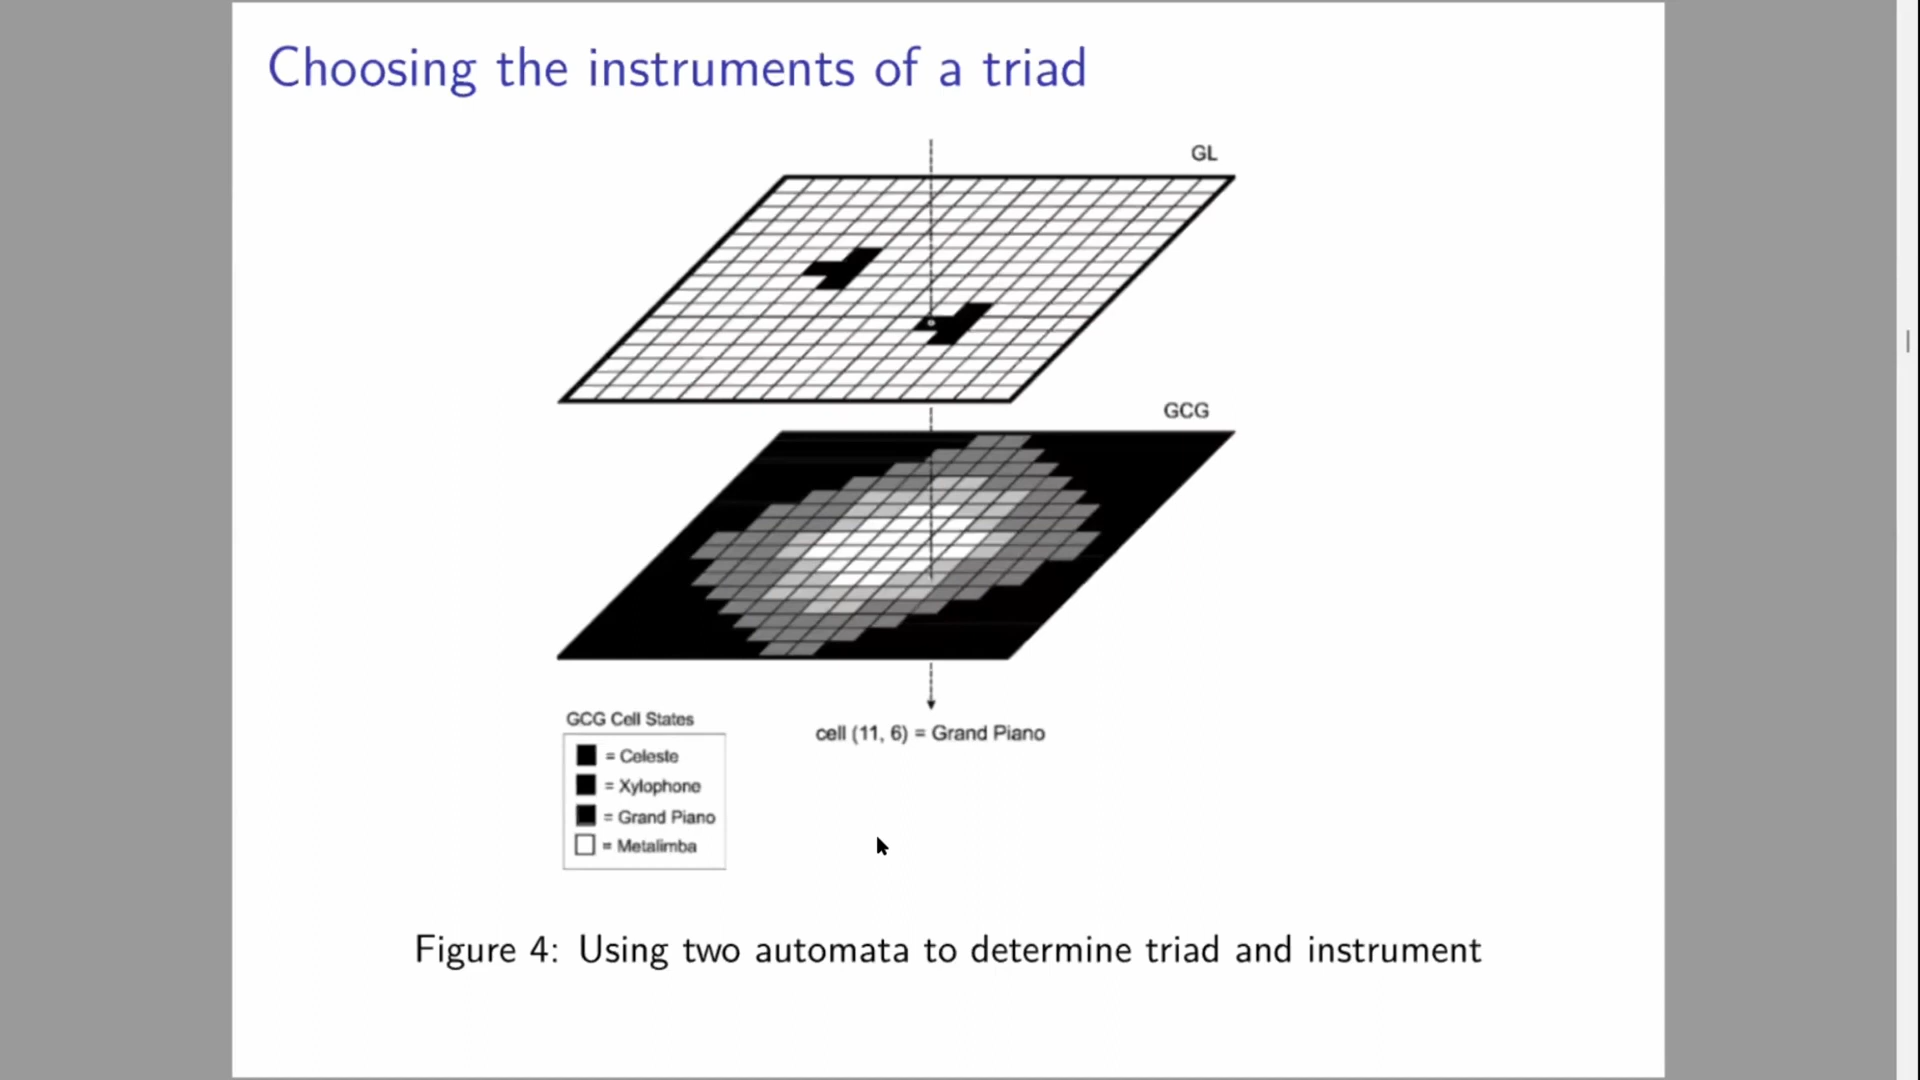 Choosing the instruments of a triad
GL
GCG
cell (11, 6) = Grand Piano
GCG Cell States
= Celeste
= Xylophone
= Grand Piano
= Metalimba
Figure 4: Using two automata to determine triad and instrument